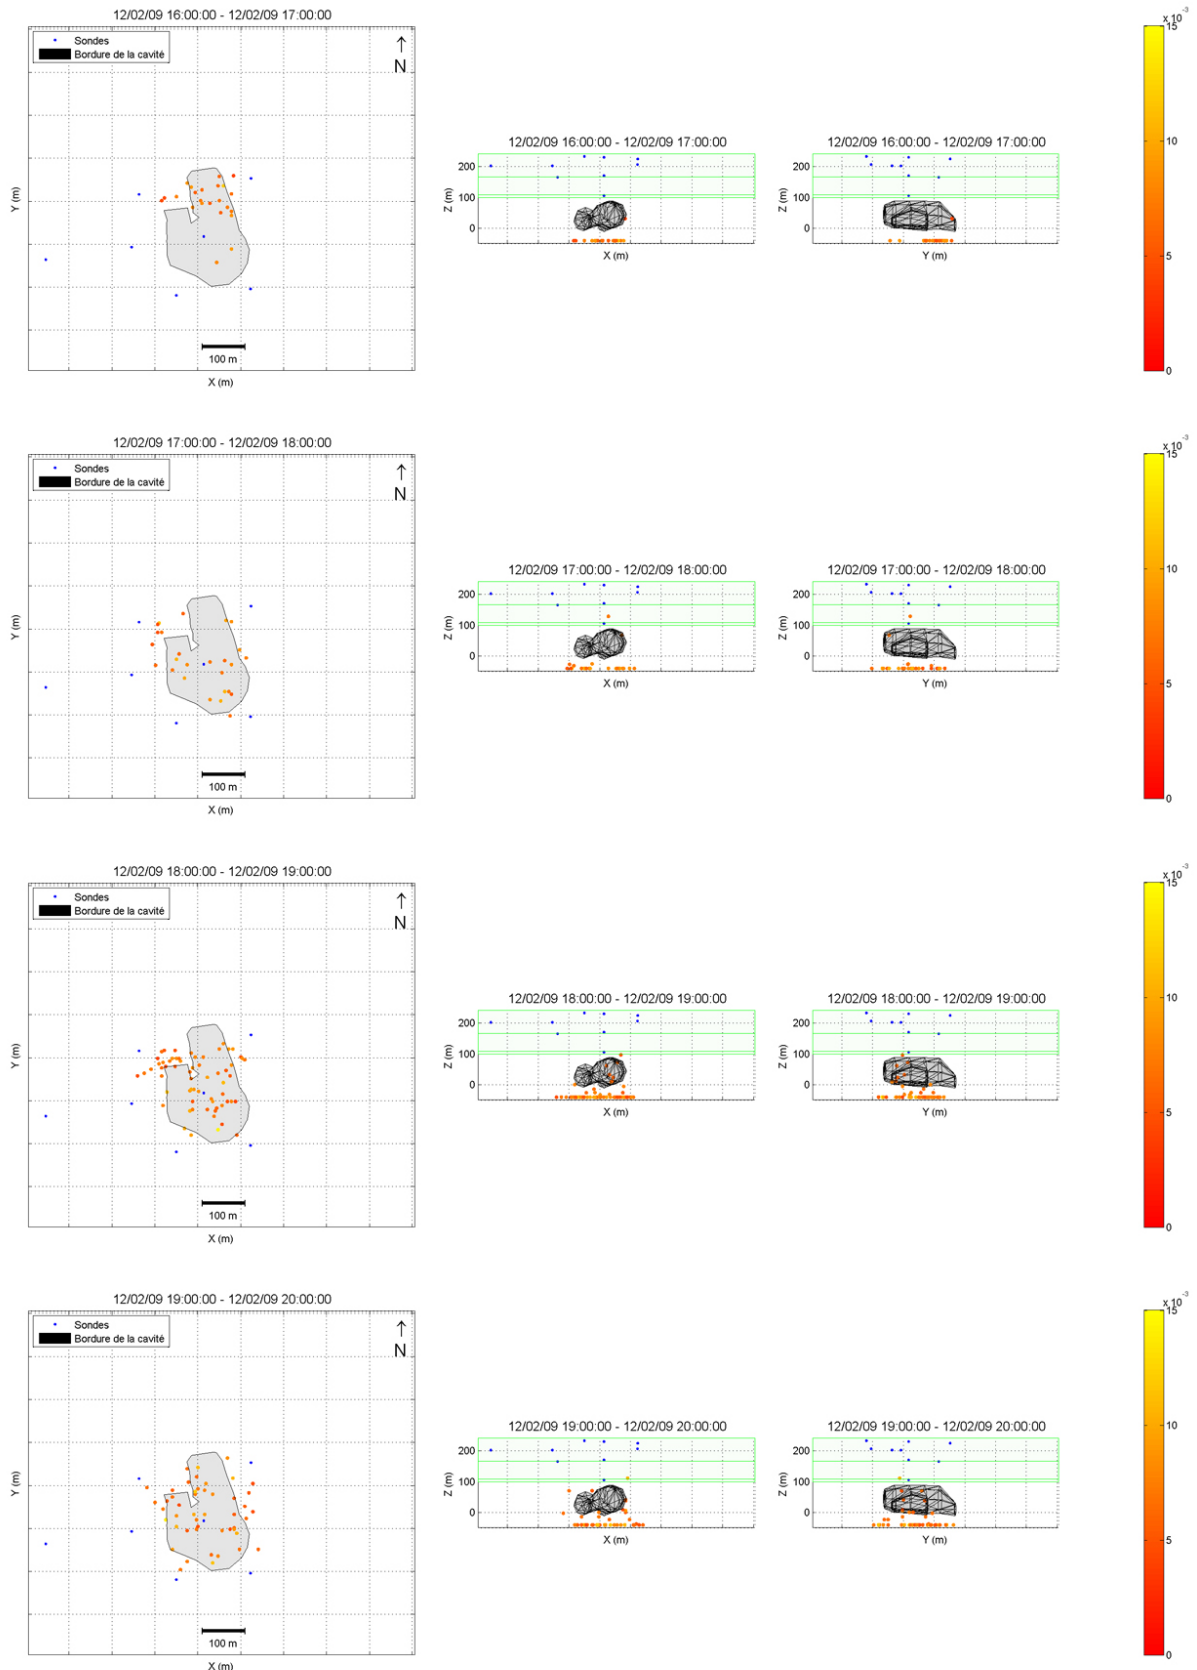 12/02/09 16:00:00 - 12/02/09 17:00:00
Sondes
Bordure de la cavité
N
Y (m)
100 m
X (m)
12/02/09 16:00:00 - 12/02/09 17:00:00
Z (m)
200
100
0
X (m)
12/02/09 16:00:00 - 12/02/09 17:00:00
Z (m)
200
100
0
Y (m)
x 10⁻³
15
10
5
0
12/02/09 17:00:00 - 12/02/09 18:00:00
Sondes
Bordure de la cavité
N
Y (m)
100 m
X (m)
12/02/09 17:00:00 - 12/02/09 18:00:00
Z (m)
200
100
0
X (m)
12/02/09 17:00:00 - 12/02/09 18:00:00
Z (m)
200
100
0
Y (m)
x 10⁻³
15
10
5
0
12/02/09 18:00:00 - 12/02/09 19:00:00
Sondes
Bordure de la cavité
N
Y (m)
100 m
X (m)
12/02/09 18:00:00 - 12/02/09 19:00:00
Z (m)
200
100
0
X (m)
12/02/09 18:00:00 - 12/02/09 19:00:00
Z (m)
200
100
0
Y (m)
x 10⁻³
15
10
5
0
12/02/09 19:00:00 - 12/02/09 20:00:00
Sondes
Bordure de la cavité
N
Y (m)
100 m
X (m)
12/02/09 19:00:00 - 12/02/09 20:00:00
Z (m)
200
100
0
X (m)
12/02/09 19:00:00 - 12/02/09 20:00:00
Z (m)
200
100
0
Y (m)
x 10⁻³
15
10
5
0